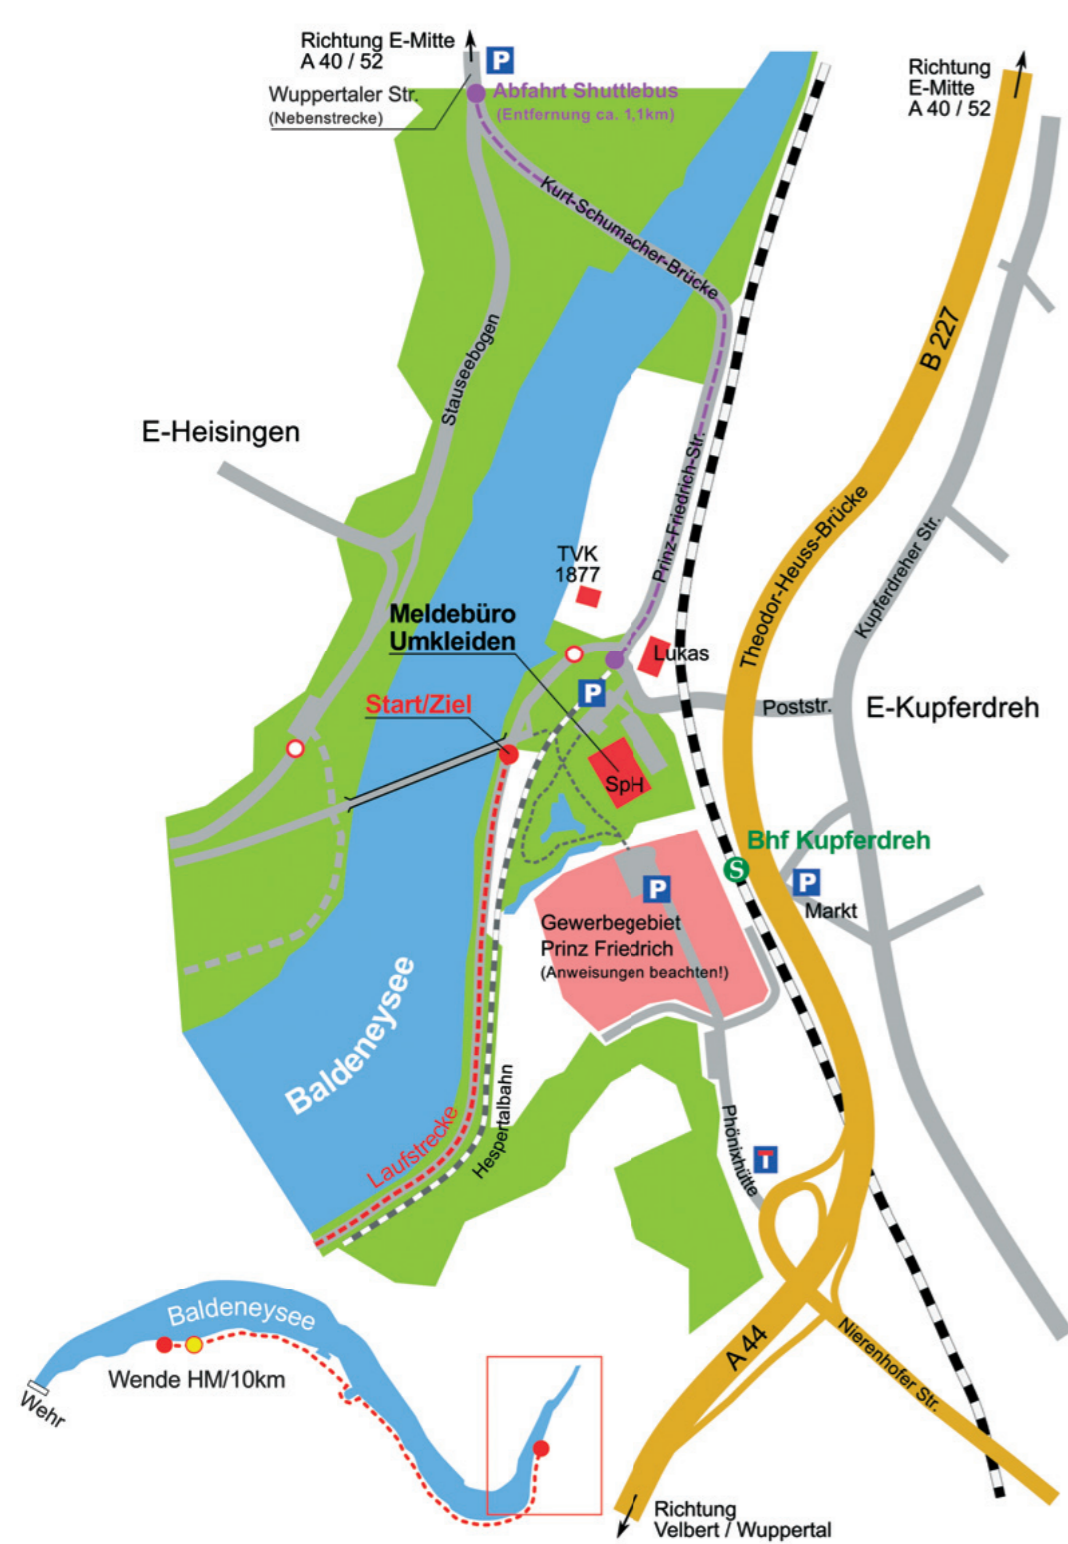 Richtung E-Mitte
A 40 / 52
P
Wuppertaler Str.
(Nebenstrecke)
Abfahrt Shuttlebus
(Entfernung ca. 1,1km)
Richtung
E-Mitte
A 40 / 52
Kurt-Schumacher-Brücke
B 227
Stauseebogen
E-Heisingen
Prinz-Friedrich-Str.
Theodor-Heuss-Brücke
Kupferdreher Str.
TVK
1877
Meldebüro
Umkleiden
Lukas
P
Start/Ziel
Poststr.
E-Kupferdreh
SpH
Bhf Kupferdreh
S
P
P
Markt
Gewerbegebiet
Prinz Friedrich
(Anweisungen beachten!)
Baldeneysee
Laufstrecke
Hespertalbahn
Phönixhütte
A 44
Nierenhofer Str.
Baldeneysee
Wende HM/10km
Wehr
Richtung
Velbert / Wuppertal